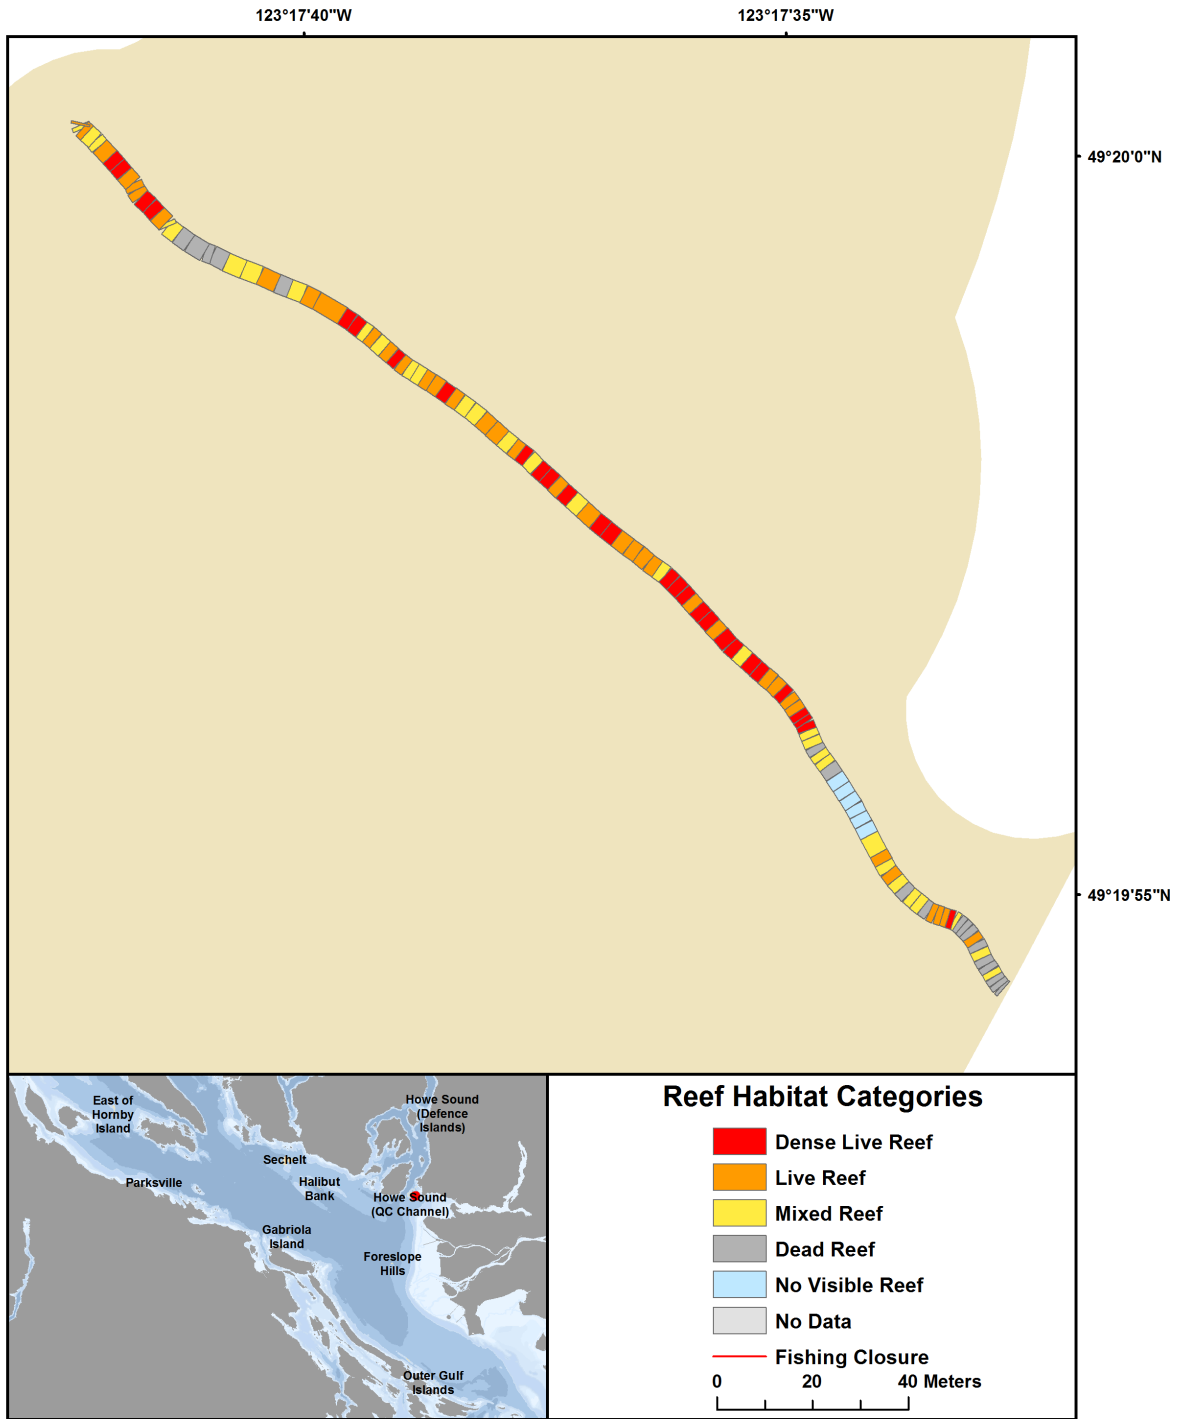 123°17'40"W
123°17'35"W
49°20'0"N
49°19'55"N
East of
Hornby
Island
Howe Sound
(Defence
Islands)
Sechelt
Parksville
Halibut
Bank
Howe Sound
(QC Channel)
Gabriola
Island
Foreslope
Hills
Outer Gulf
Islands
Reef Habitat Categories
Dense Live Reef
Live Reef
Mixed Reef
Dead Reef
No Visible Reef
No Data
Fishing Closure
0 20 40 Meters